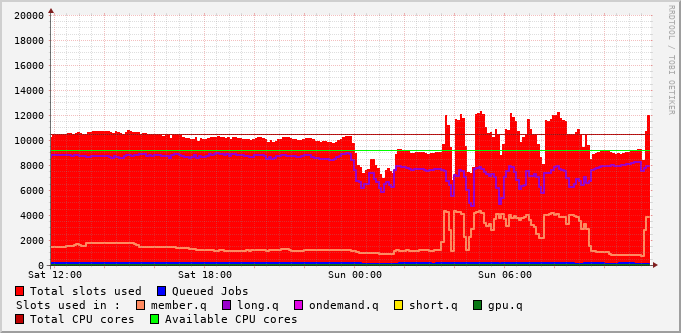 20000
18000
16000
14000
12000
10000
8000
6000
4000
2000
0
Sat 12:00 Sat 18:00 Sun 00:00 Sun 06:00
RRDTOOL / TOBI OETIKER
Total slots used Queued Jobs
Slots used in : member.q long.q ondemand.q short.q gpu.q
Total CPU cores Available CPU cores